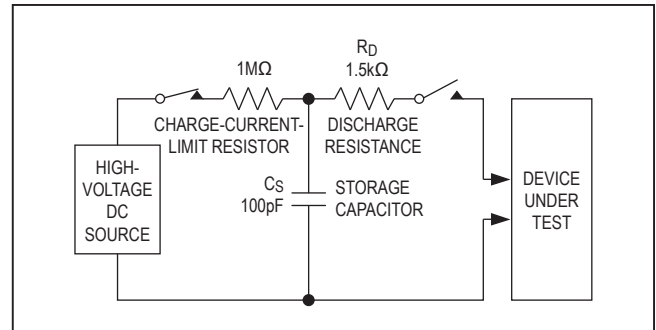 1MΩ
RD
1.5kΩ
CHARGE-CURRENT-
LIMIT RESISTOR
DISCHARGE
RESISTANCE
HIGH-
VOLTAGE
DC
SOURCE
CS
100pF
STORAGE
CAPACITOR
DEVICE
UNDER
TEST